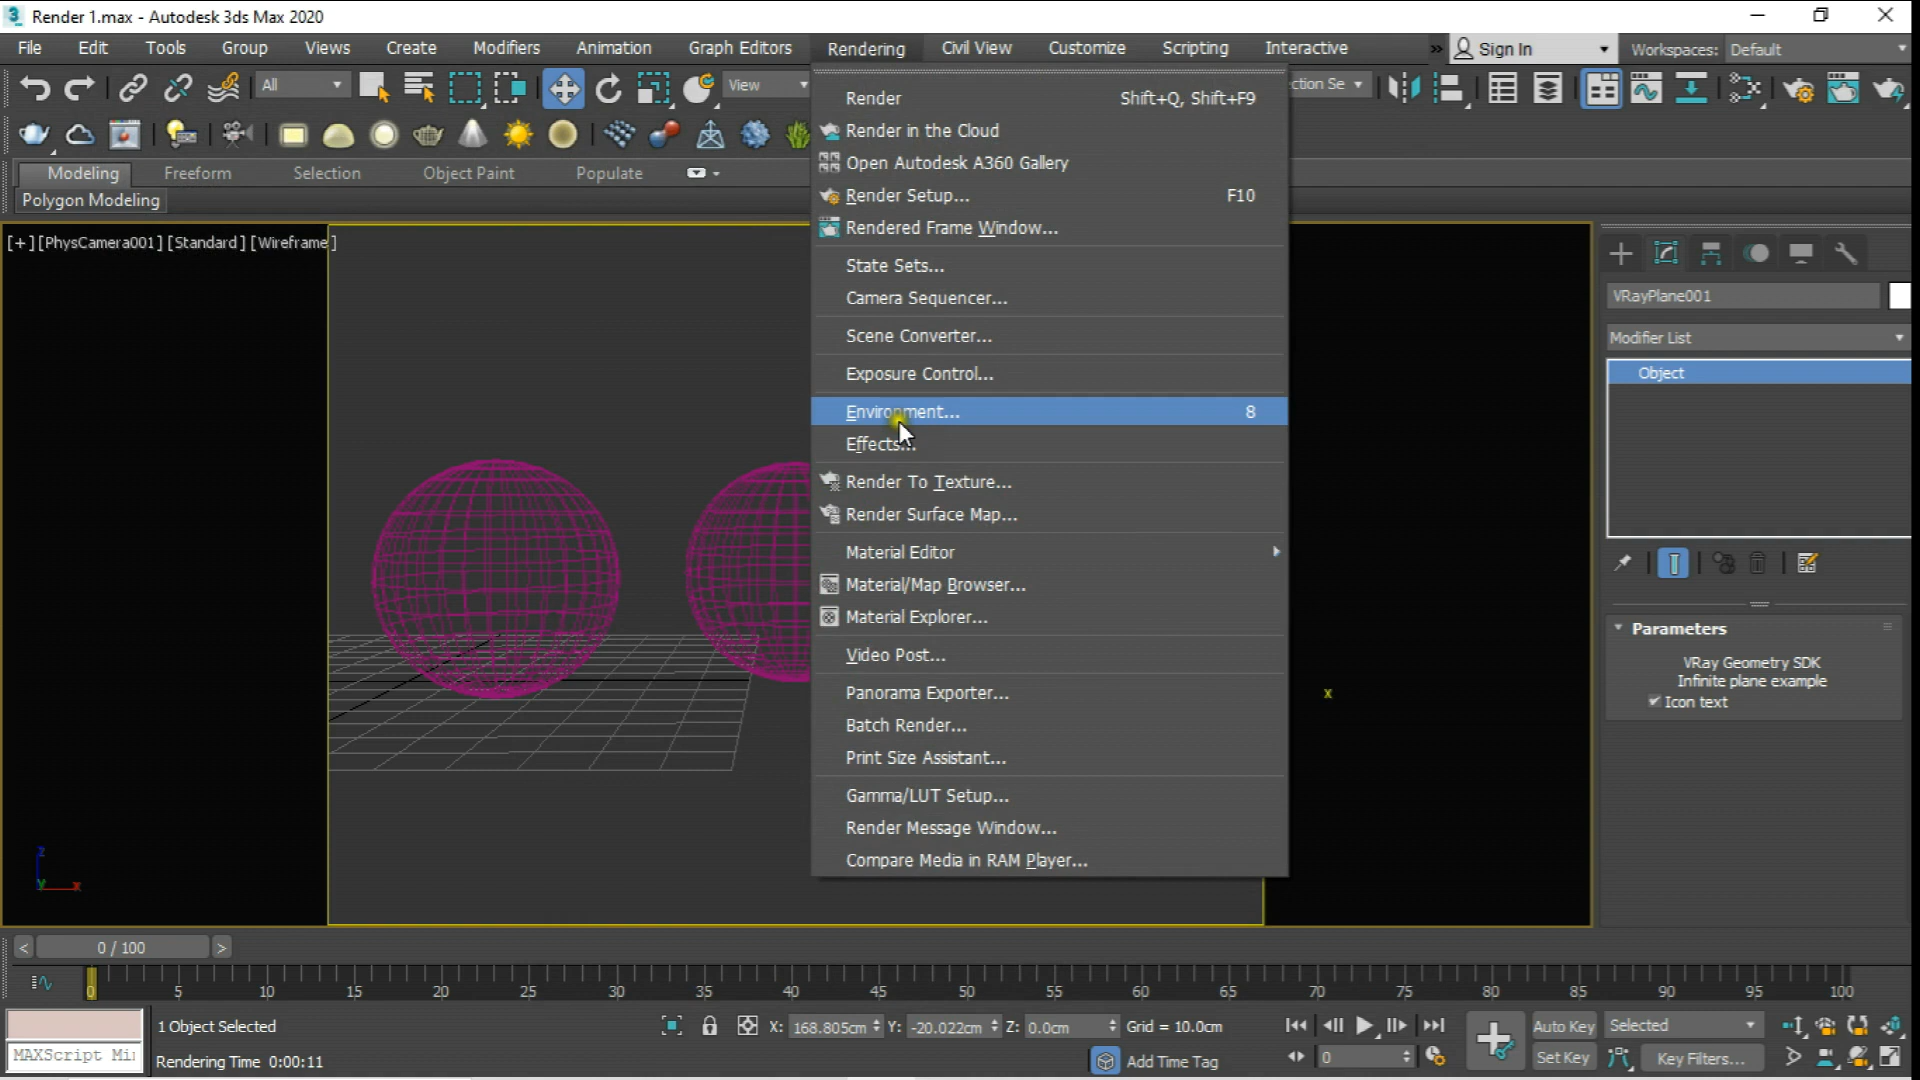 Render 1.max - Autodesk 3ds Max 2020
File Edit Tools Group Views Create Modifiers Animation Graph Editors Rendering Civil View Customize Scripting Interactive Sign In Workspaces: Default
All View ction Se
Modeling Freeform Selection Object Paint Populate
Polygon Modeling
[+] [PhysCamera001] [Standard] [Wireframe]
Render Shift+Q, Shift+F9
Render in the Cloud
Open Autodesk A360 Gallery
Render Setup... F10
Rendered Frame Window...
State Sets...
Camera Sequencer...
Scene Converter...
Exposure Control...
Environment... 8
Effects...
Render To Texture...
Render Surface Map...
Material Editor
Material/Map Browser...
Material Explorer...
Video Post...
Panorama Exporter...
Batch Render...
Print Size Assistant...
Gamma/LUT Setup...
Render Message Window...
Compare Media in RAM Player...
VRayPlane001
Modifier List
Object
Parameters
VRay Geometry SDK
Infinite plane example
Icon text
x
z
y x
< 0 / 100 >
0 5 10 15 20 25 30 35 40 45 50 55 60 65 70 75 80 85 90 95 100
1 Object Selected X: 168.805cm Y: -20.022cm Z: 0.0cm Grid = 10.0cm Auto Key Selected
MAXScript Mi Rendering Time 0:00:11 Add Time Tag 0 Set Key Key Filters...